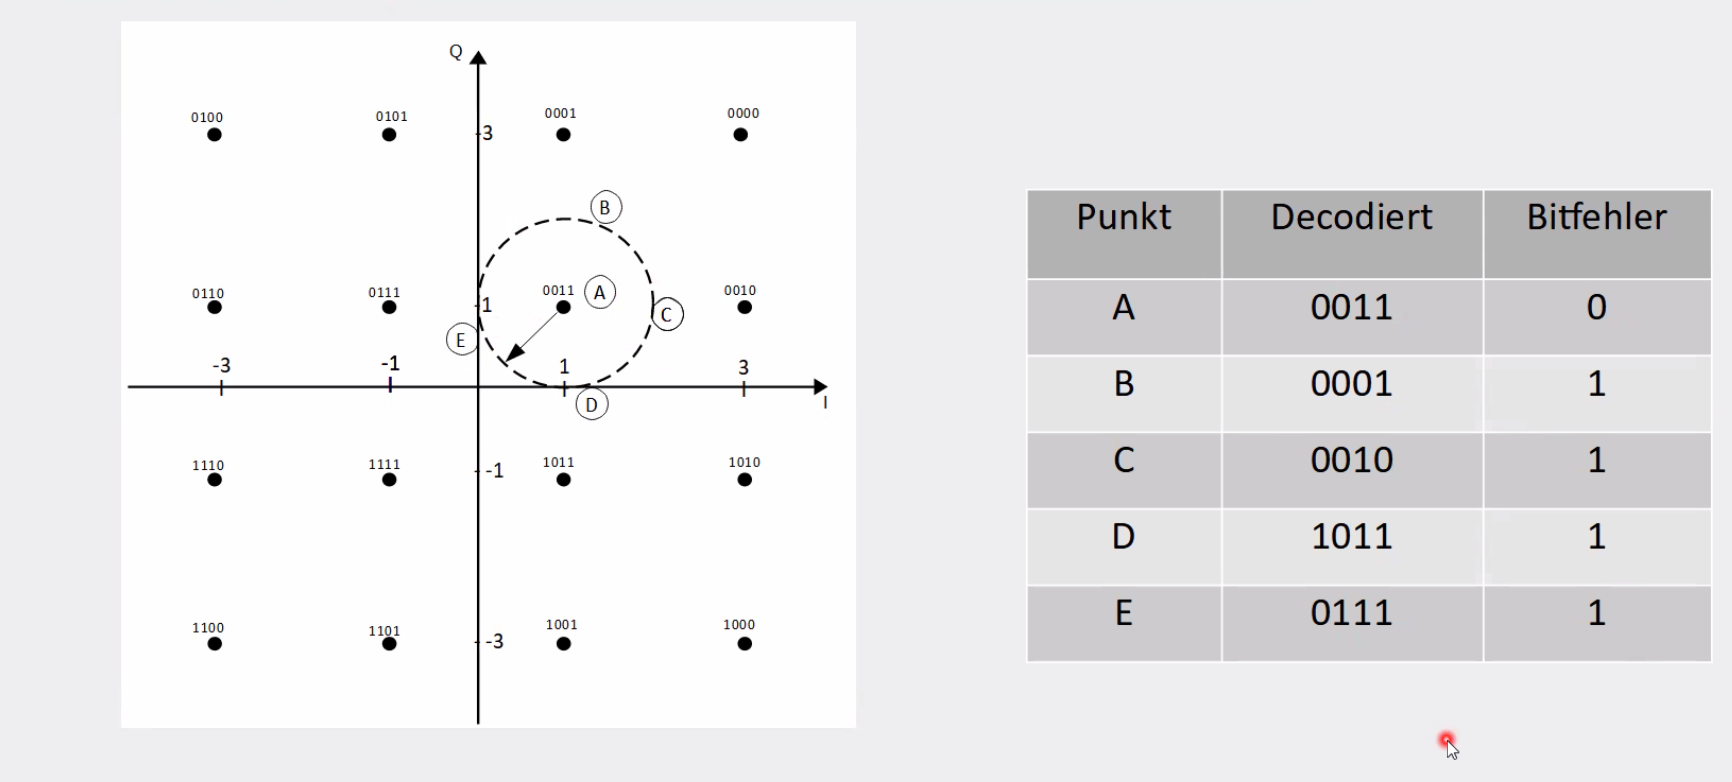 Q
0100 0101 0001 0000
3
B
0110 0111 1 0011 A 0010
C
E
-3 -1 1 3
I
D
1110 1111 -1 1011 1010
1100 1101 -3 1001 1000
Punkt Decodiert Bitfehler
A 0011 0
B 0001 1
C 0010 1
D 1011 1
E 0111 1